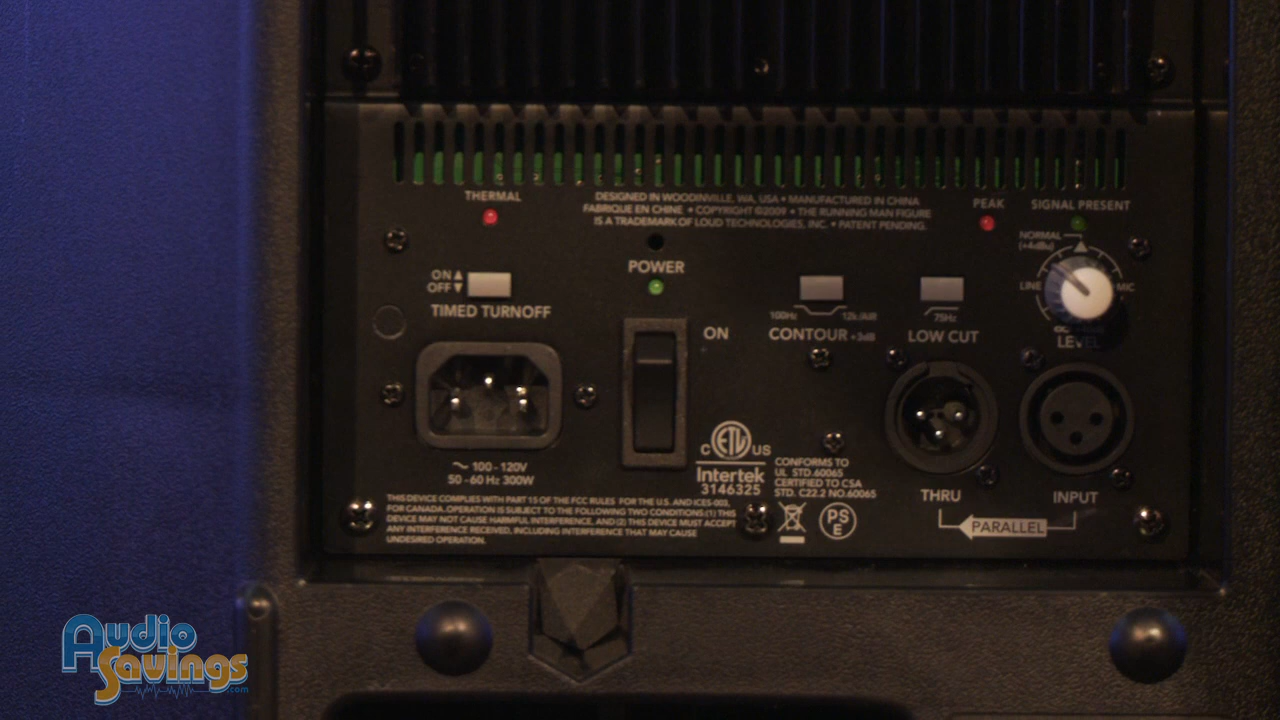 THERMAL
DESIGNED IN WOODINVILLE, WA, USA • MANUFACTURED IN CHINA
FABRIQUE EN CHINE • COPYRIGHT ©2009 • THE RUNNING MAN FIGURE
IS A TRADEMARK OF LOUD TECHNOLOGIES, INC. • PATENT PENDING.
PEAK
SIGNAL PRESENT
NORMAL
(+4dBu)
POWER
ON ▲
OFF ▼
TIMED TURNOFF
100Hz 12k/AIR
CONTOUR +3dB
75Hz
LOW CUT
LINE
MIC
LEVEL
ON
~ 100 - 120V
50 - 60 Hz 300W
C ETL US
Intertek
3146325
CONFORMS TO
UL STD.60065
CERTIFIED TO CSA
STD. C22.2 NO.60065
PS
E
THIS DEVICE COMPLIES WITH PART 15 OF THE FCC RULES FOR THE U.S. AND ICES-003
FOR CANADA. OPERATION IS SUBJECT TO THE FOLLOWING TWO CONDITIONS:(1) THIS
DEVICE MAY NOT CAUSE HARMFUL INTERFERENCE, AND (2) THIS DEVICE MUST ACCEPT
ANY INTERFERENCE RECEIVED, INCLUDING INTERFERENCE THAT MAY CAUSE
UNDESIRED OPERATION.
THRU
INPUT
PARALLEL
Audio
Savings
.com